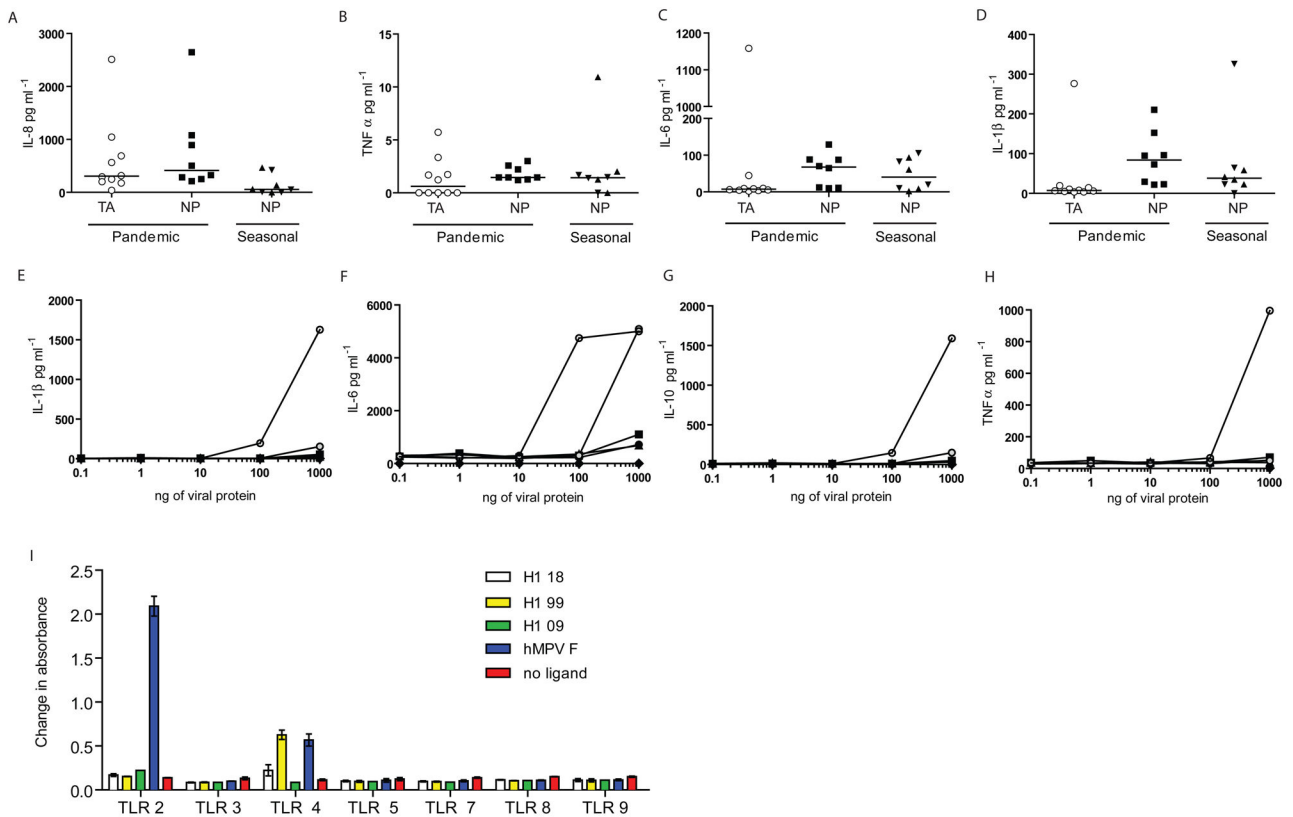 A
B
C
D
3000
2000
1000
0
IL-8 pg ml -1
TA NP NP
Pandemic Seasonal
15
10
5
0
TNF α pg ml -1
TA NP NP
Pandemic Seasonal
1200
1100
1000
200
150
100
50
0
IL-6 pg ml -1
TA NP NP
Pandemic Seasonal
400
300
200
100
0
IL-1β pg ml -1
TA NP NP
Pandemic Seasonal
E
F
G
H
2000
1500
1000
500
0
IL-1β pg ml -1
0.1 1 10 100 1000
ng of viral protein
6000
4000
2000
0
IL-6 pg ml -1
0.1 1 10 100 1000
ng of viral protein
2000
1500
1000
500
0
IL-10 pg ml -1
0.1 1 10 100 1000
ng of viral protein
1000
800
600
400
200
0
TNF α pg ml -1
0.1 1 10 100 1000
ng of viral protein
I
2.5
2.0
1.5
1.0
0.5
0.0
Change in absorbance
H1 18
H1 99
H1 09
hMPV F
no ligand
TLR 2 TLR 3 TLR 4 TLR 5 TLR 7 TLR 8 TLR 9